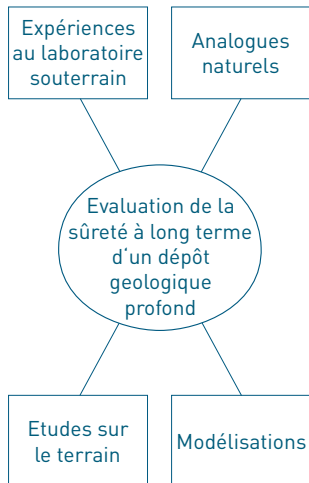 Expériences
au laboratoire
souterrain
Analogues
naturels
Evaluation de la
sûreté à long terme
d'un dépôt
geologique
profond
Etudes sur
le terrain
Modélisations